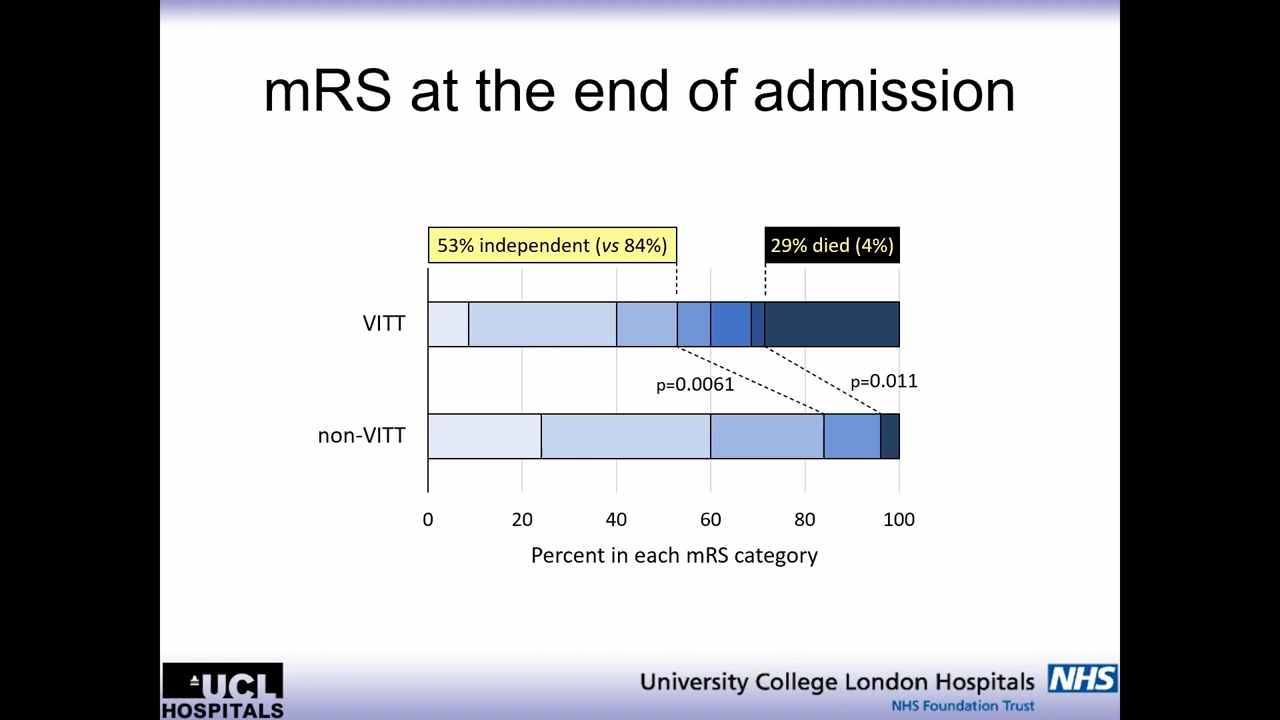 mRS at the end of admission
53% independent (vs 84%)
29% died (4%)
VITT
p=0.0061
p=0.011
non-VITT
0 20 40 60 80 100
Percent in each mRS category
UCL
HOSPITALS
University College London Hospitals
NHS
NHS Foundation Trust